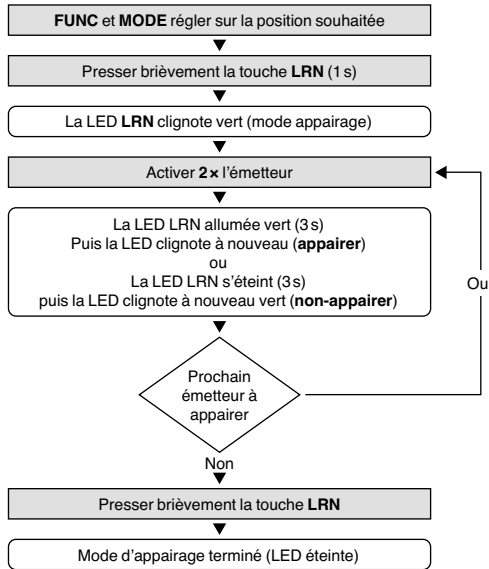 FUNC et MODE régler sur la position souhaitée
Presser brièvement la touche LRN (1 s)
La LED LRN clignote vert (mode appairage)
Activer 2× l'émetteur
La LED LRN allumée vert (3 s)
Puis la LED clignote à nouveau (appairer)
ou
La LED LRN s'éteint (3 s)
puis la LED clignote à nouveau vert (non-appairer)
Ou
Prochain
émetteur à
appairer
Non
Presser brièvement la touche LRN
Mode d'appairage terminé (LED éteinte)